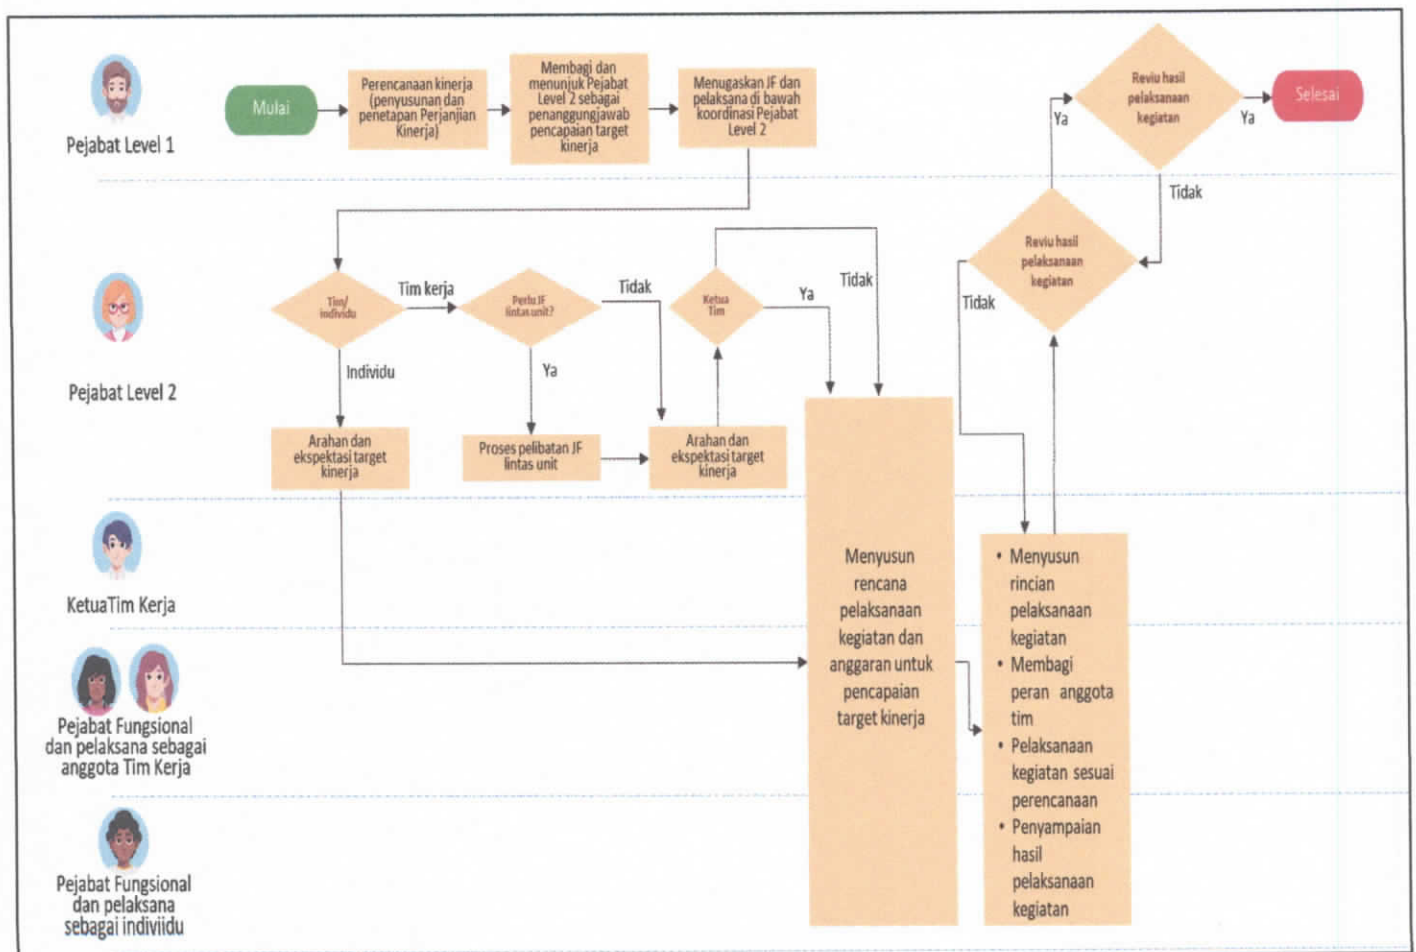 Pejabat Level 1
Mulai
Perencanaan kinerja
(penyusunan dan
penetapan Perjanjian
Kinerja)
Membagi dan
menunjuk Pejabat
Level 2 sebagai
penanggungjawab
pencapaian target
kinerja
Menugaskan JF dan
pelaksana di bawah
koordinasi Pejabat
Level 2
Reviu hasil
pelaksanaan
kegiatan
Ya
Ya
Selesai
Tidak
Pejabat Level 2
Tim/
individu
Tim kerja
Individu
Perlu JF
lintas unit?
Tidak
Ya
Ketua
Tim
Ya
Tidak
Reviu hasil
pelaksanaan
kegiatan
Tidak
Arahan dan
ekspektasi target
kinerja
Proses pelibatan JF
lintas unit
Arahan dan
ekspektasi target
kinerja
KetuaTim Kerja
Menyusun
rencana
pelaksanaan
kegiatan dan
anggaran untuk
pencapaian
target kinerja
• Menyusun
rincian
pelaksanaan
kegiatan
• Membagi
peran anggota
tim
• Pelaksanaan
kegiatan sesuai
perencanaan
• Penyampaian
hasil
pelaksanaan
kegiatan
Pejabat Fungsional
dan pelaksana sebagai
anggota Tim Kerja
Pejabat Fungsional
dan pelaksana
sebagai indiviidu